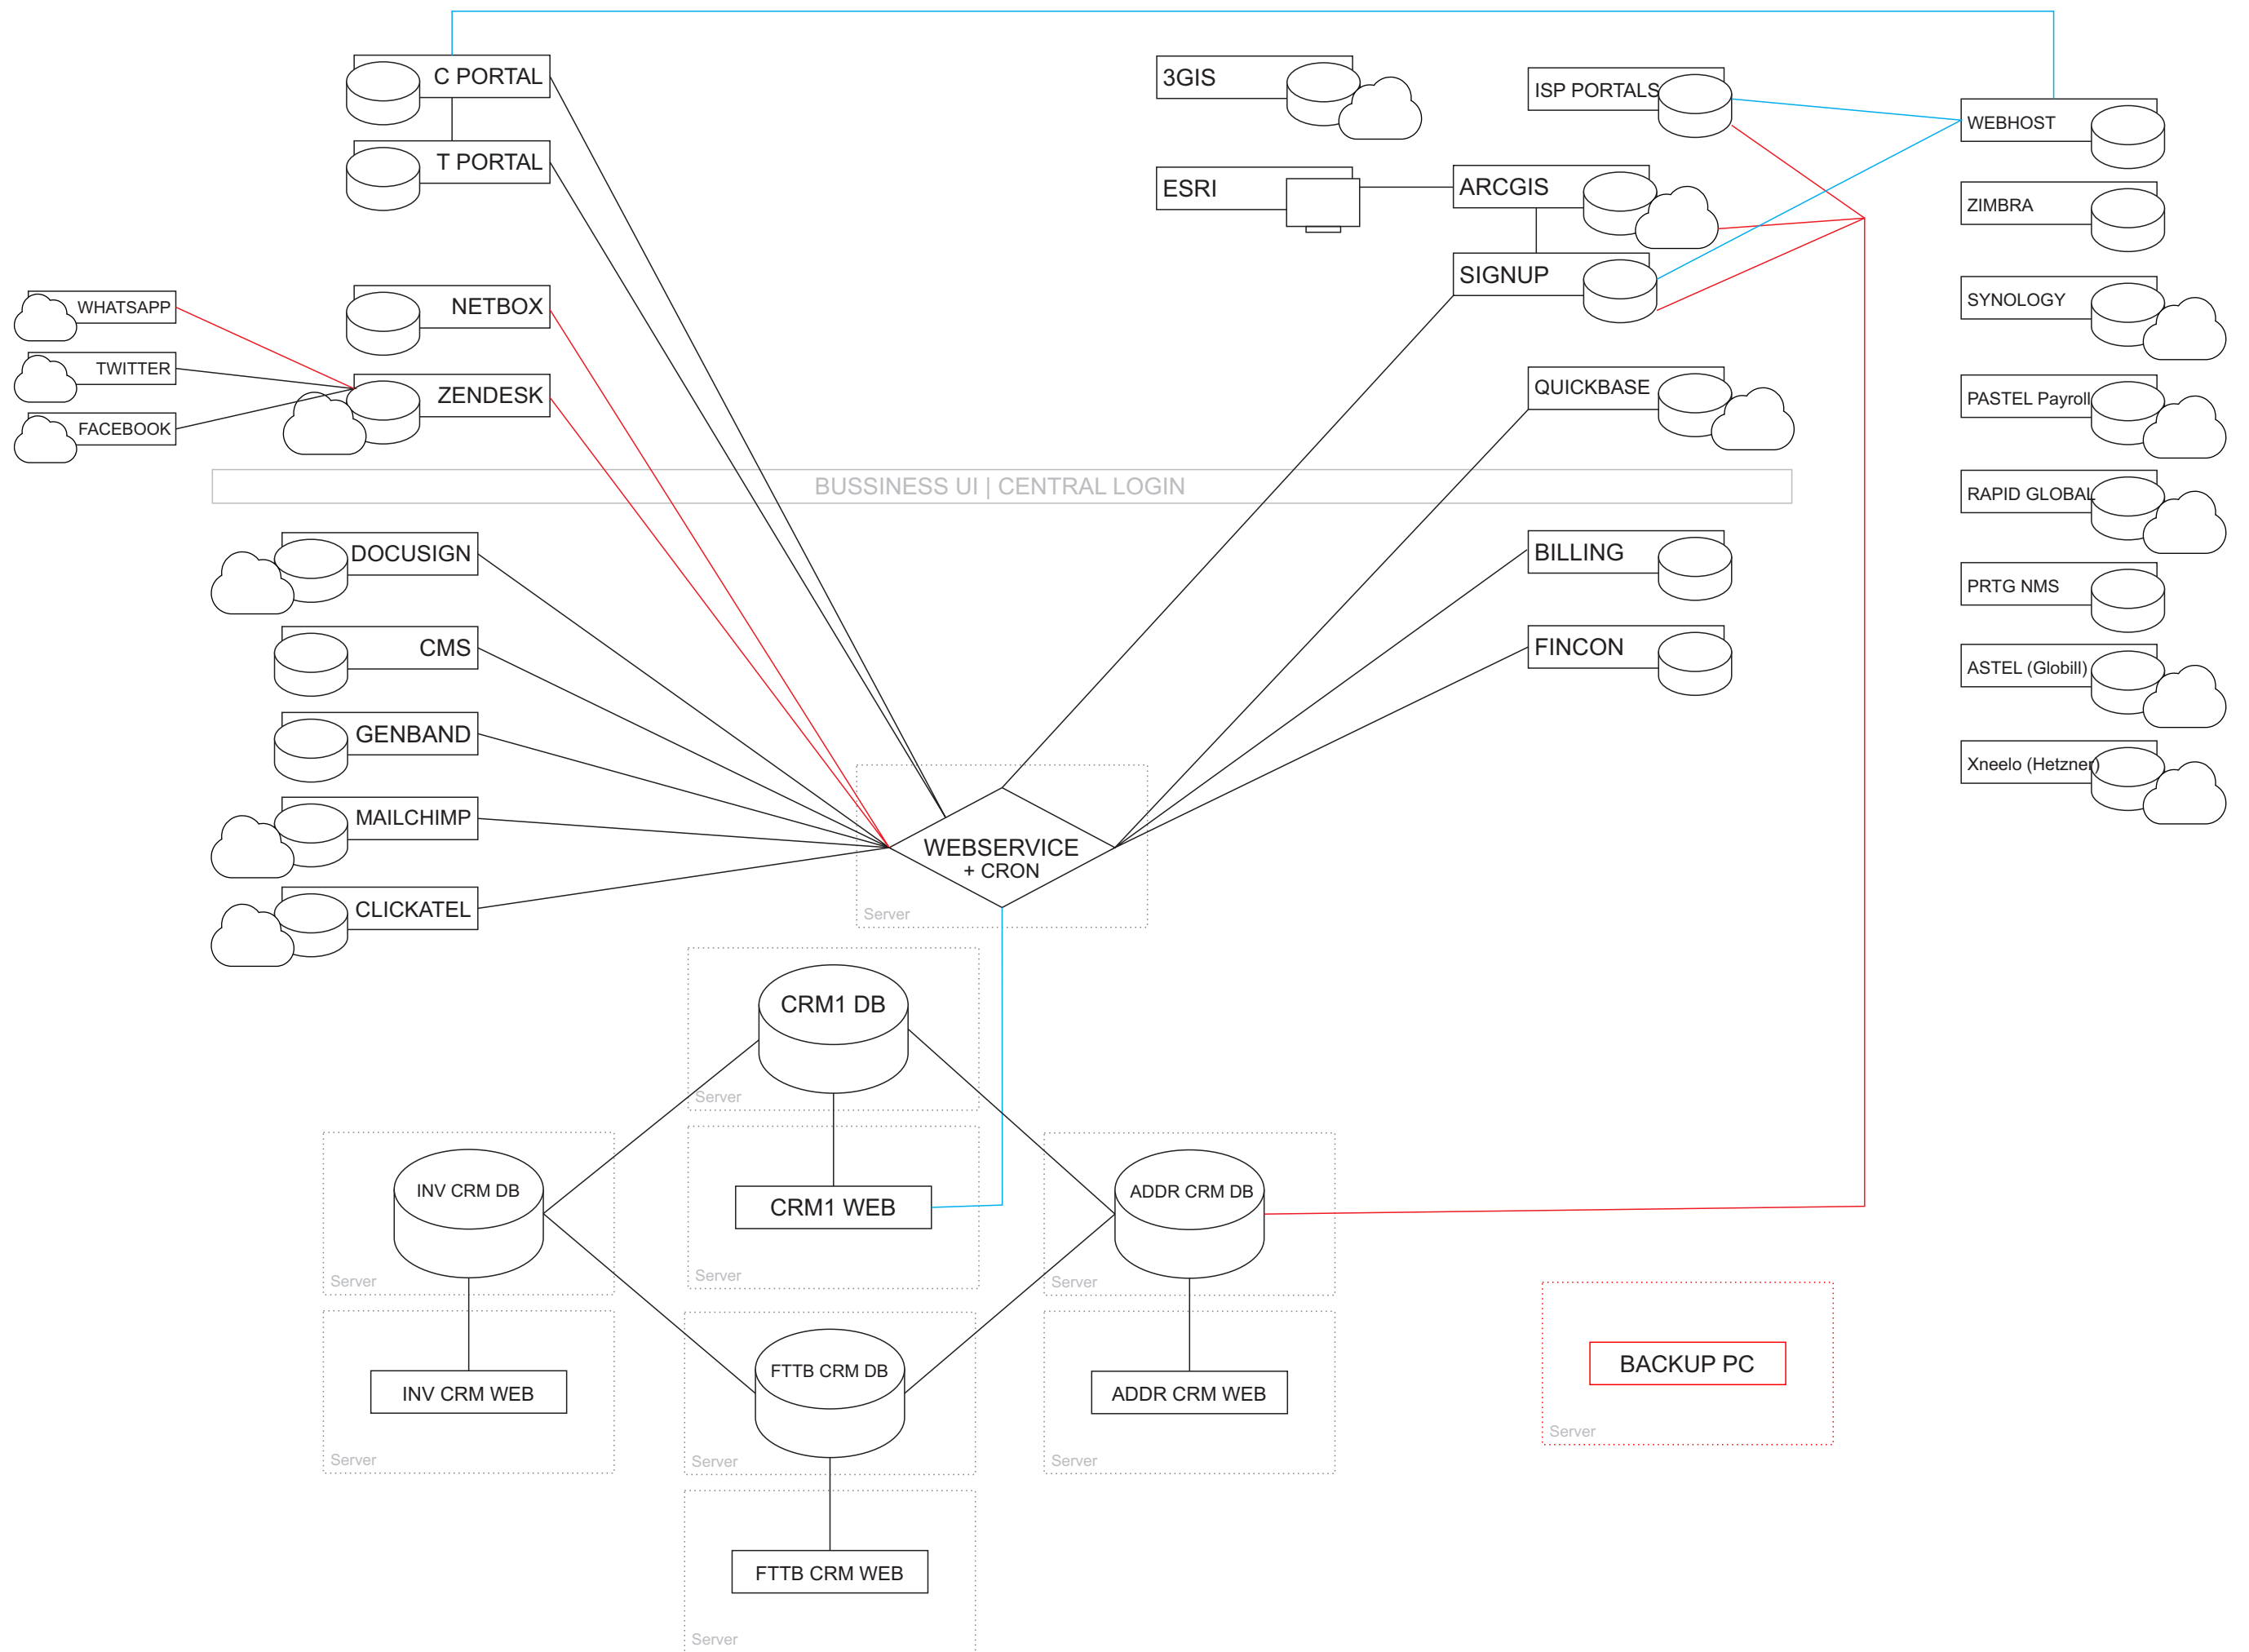 C PORTAL
T PORTAL
3GIS
ISP PORTALS
WEBHOST
ESRI
ARCGIS
ZIMBRA
SIGNUP
WHATSAPP
TWITTER
FACEBOOK
NETBOX
ZENDESK
QUICKBASE
SYNOLOGY
PASTEL Payroll
RAPID GLOBAL
PRTG NMS
ASTEL (Globill)
Xneelo (Hetzner)
BUSSINESS UI | CENTRAL LOGIN
DOCUSIGN
CMS
GENBAND
MAILCHIMP
CLICKATEL
BILLING
FINCON
WEBSERVICE
+ CRON
Server
CRM1 DB
Server
CRM1 WEB
Server
INV CRM DB
Server
INV CRM WEB
Server
ADDR CRM DB
Server
ADDR CRM WEB
Server
FTTB CRM DB
Server
FTTB CRM WEB
Server
BACKUP PC
Server